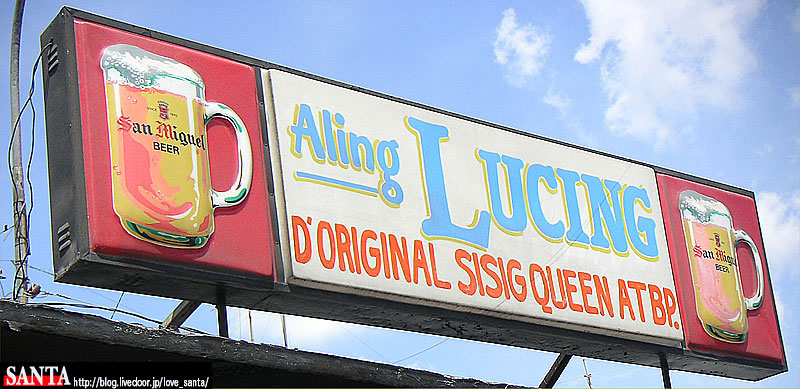 San Miguel
BEER
Aling LUCING
D'ORIGINAL SISIG QUEEN AT BP.
San Miguel
BEER
SANTA http://blog.livedoor.jp/love_santa/